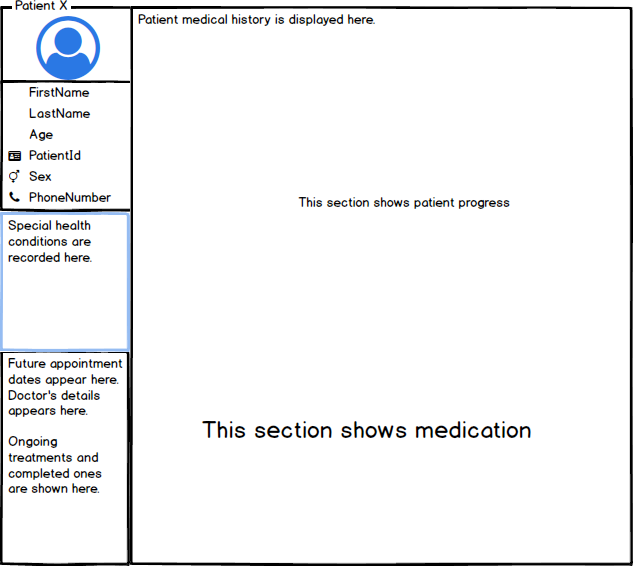 Patient X
FirstName
LastName
Age
PatientId
Sex
PhoneNumber
Special health
conditions are
recorded here.
Future appointment
dates appear here.
Doctor's details
appears here.
Ongoing
treatments and
completed ones
are shown here.
Patient medical history is displayed here.
This section shows patient progress
This section shows medication